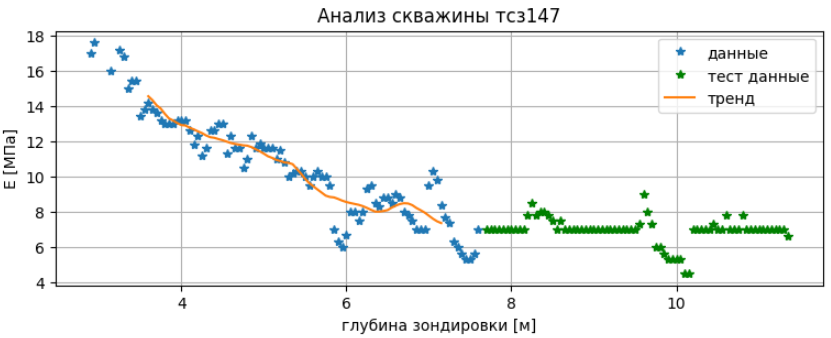 Анализ скважины тсз147
E [МПа]
18
16
14
12
10
8
6
4
данные
тест данные
тренд
4
6
8
10
глубина зондировки [м]